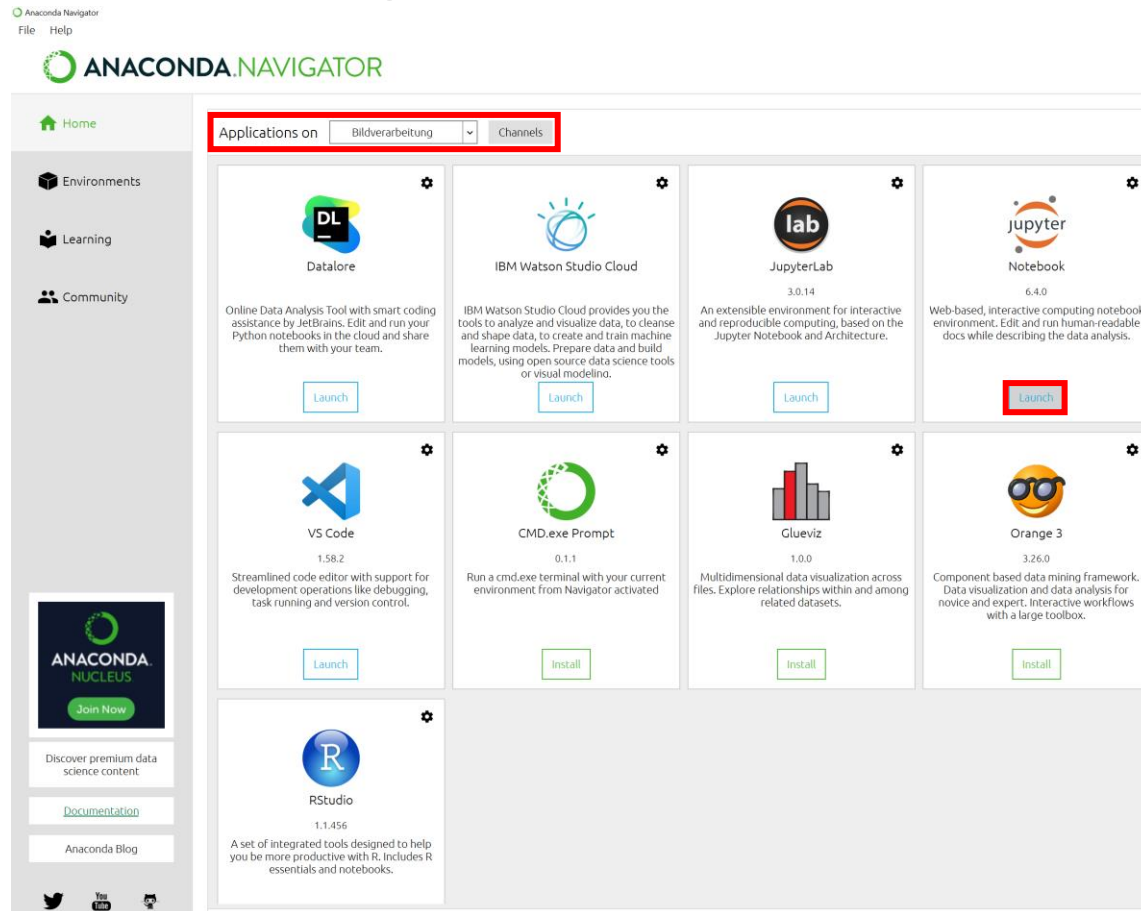 Anaconda Navigator
File Help
ANACONDA.NAVIGATOR
Home
Environments
Learning
Community
Applications on Bildverarbeitung Channels
DL
Datalore
Online Data Analysis Tool with smart coding
assistance by JetBrains. Edit and run your
Python notebooks in the cloud and share
them with your team.
Launch
IBM Watson Studio Cloud
IBM Watson Studio Cloud provides you the
tools to analyze and visualize data, to cleanse
and shape data, to create and train machine
learning models. Prepare data and build
models, using open source data science tools
or visual modeling.
Launch
lab
JupyterLab
3.0.14
An extensible environment for interactive
and reproducible computing, based on the
Jupyter Notebook and Architecture.
Launch
jupyter
Notebook
6.4.0
Web-based, interactive computing notebook
environment. Edit and run human-readable
docs while describing the data analysis.
Launch
VS Code
1.58.2
Streamlined code editor with support for
development operations like debugging,
task running and version control.
Launch
CMD.exe Prompt
0.1.1
Run a cmd.exe terminal with your current
environment from Navigator activated
Install
Glueviz
1.0.0
Multidimensional data visualization across
files. Explore relationships within and among
related datasets.
Install
Orange 3
3.26.0
Component based data mining framework.
Data visualization and data analysis for
novice and expert. Interactive workflows
with a large toolbox.
Install
R
RStudio
1.1.456
A set of integrated tools designed to help
you be more productive with R. Includes R
essentials and notebooks.
ANACONDA.
NUCLEUS
Join Now
Discover premium data
science content
Documentation
Anaconda Blog
You
Tube